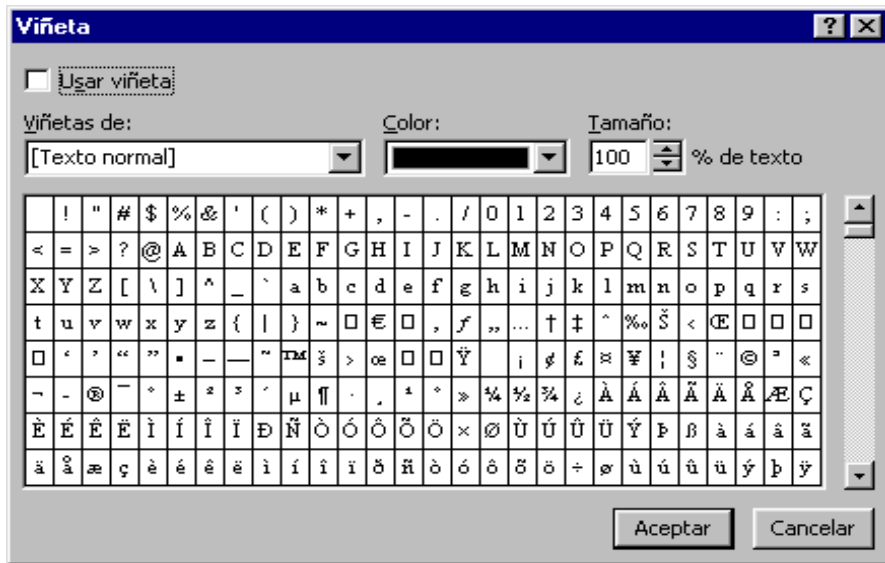 Viñeta
Usar viñeta
Viñetas de: Color: Tamaño:
[Texto normal] 100 % de texto
! " # $ % & ' ( ) * + , - . / 0 1 2 3 4 5 6 7 8 9 : ;
< = > ? @ A B C D E F G H I J K L M N O P Q R S T U V W
X Y Z [ \ ] ^ _ ` a b c d e f g h i j k l m n o p q r s
t u v w x y z { | } ~ □ € □ ‚ ƒ „ … † ‡ ˆ ‰ Š ‹ Œ □ □ □
□ ‘ ’ “ ” ▪ – — ˜ ™ š › œ □ □ Ÿ ¡ ¢ £ ¤ ¥ ¦ § ¨ © ª «
¬ - ® ¯ ° ± ² ³ ´ µ ¶ · ¸ ¹ º » ¼ ½ ¾ ¿ À Á Â Ã Ä Å Æ Ç
È É Ê Ë Ì Í Î Ï Ð Ñ Ò Ó Ô Õ Ö × Ø Ù Ú Û Ü Ý Þ ß à á â ã
ä å æ ç è é ê ë ì í î ï ð ñ ò ó ô õ ö ÷ ø ù ú û ü ý þ ÿ
Aceptar Cancelar